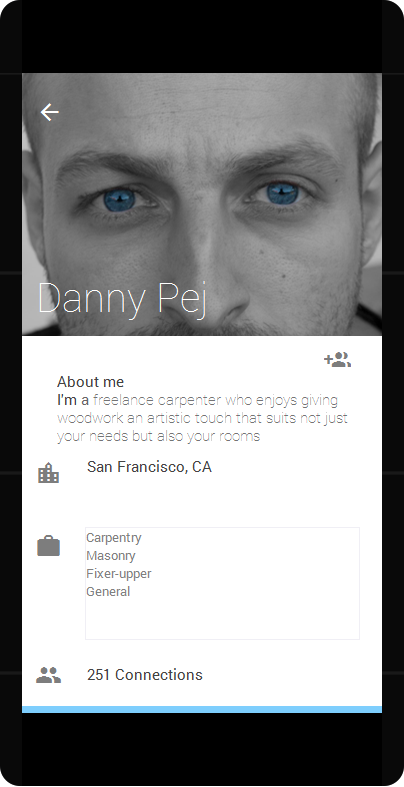 Danny Pej
About me
I'm a freelance carpenter who enjoys giving
woodwork an artistic touch that suits not just
your needs but also your rooms
San Francisco, CA
Carpentry
Masonry
Fixer-upper
General
251 Connections